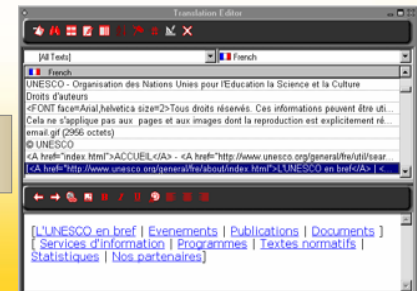 Translation Editor
[All Texts]
French
French
UNESCO - Organisation des Nations Unies pour l'Education la Science et la Culture
Droits d'auteurs
<FONT face=Arial,helvetica size=2>Tous droits réservés. Ces informations peuvent être uti...
Cela ne s'applique pas aux pages et aux images dont la reproduction est explicitement ré...
email.gif (2956 octets)
© UNESCO
<A href="index.html">ACCUEIL</A> - <A href="http://www.unesco.org/general/fre/util/sear...
[<A href="http://www.unesco.org/general/fre/about/index.html">L'UNESCO en bref</A> | <...
[L'UNESCO en bref | Evenements | Publications | Documents ]
[ Services d'information | Programmes | Textes normatifs |
Statistiques | Nos partenaires]